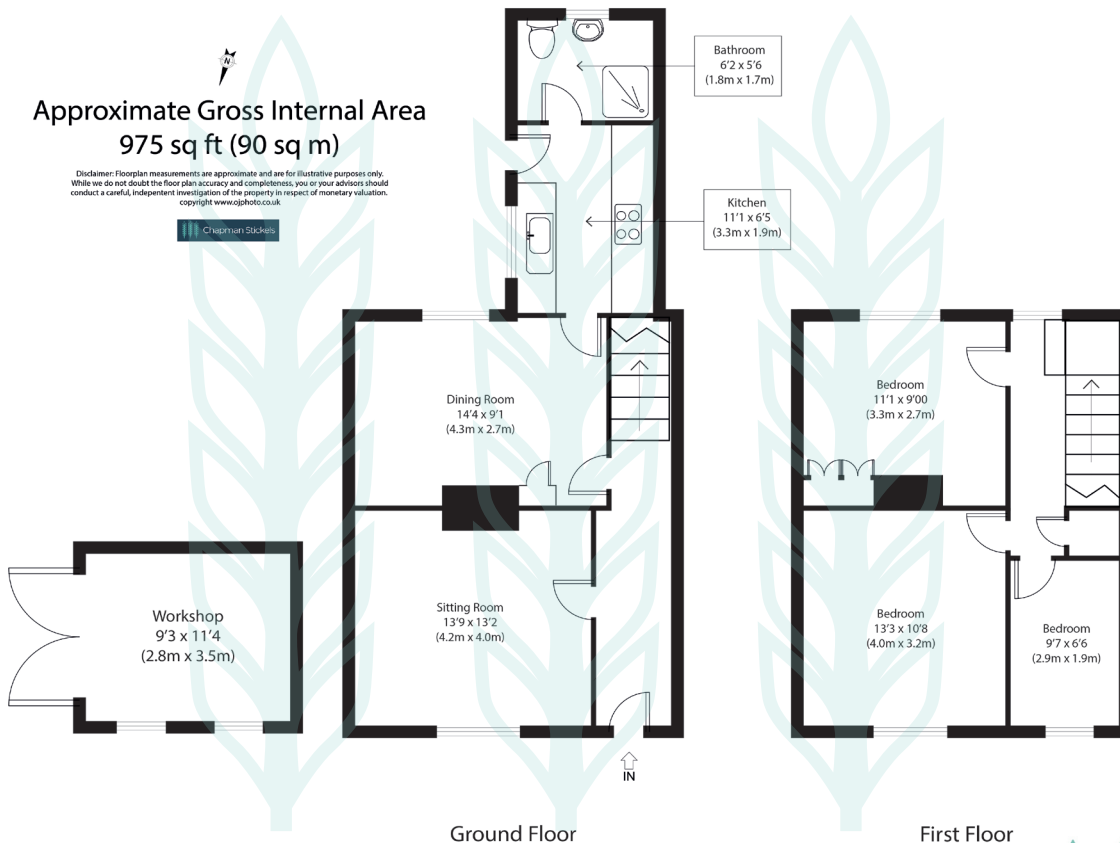 N
Approximate Gross Internal Area
975 sq ft (90 sq m)
Disclaimer: Floorplan measurements are approximate and are for illustrative purposes only.
While we do not doubt the floor plan accuracy and completeness, you or your advisors should
conduct a careful, indepentent investigation of the property in respect of monetary valuation.
copyright www.ojphoto.co.uk
Chapman Stickels
Bathroom
6'2 x 5'6
(1.8m x 1.7m)
Kitchen
11'1 x 6'5
(3.3m x 1.9m)
Dining Room
14'4 x 9'1
(4.3m x 2.7m)
Bedroom
11'1 x 9'00
(3.3m x 2.7m)
Workshop
9'3 x 11'4
(2.8m x 3.5m)
Sitting Room
13'9 x 13'2
(4.2m x 4.0m)
Bedroom
13'3 x 10'8
(4.0m x 3.2m)
Bedroom
9'7 x 6'6
(2.9m x 1.9m)
IN
Ground Floor
First Floor